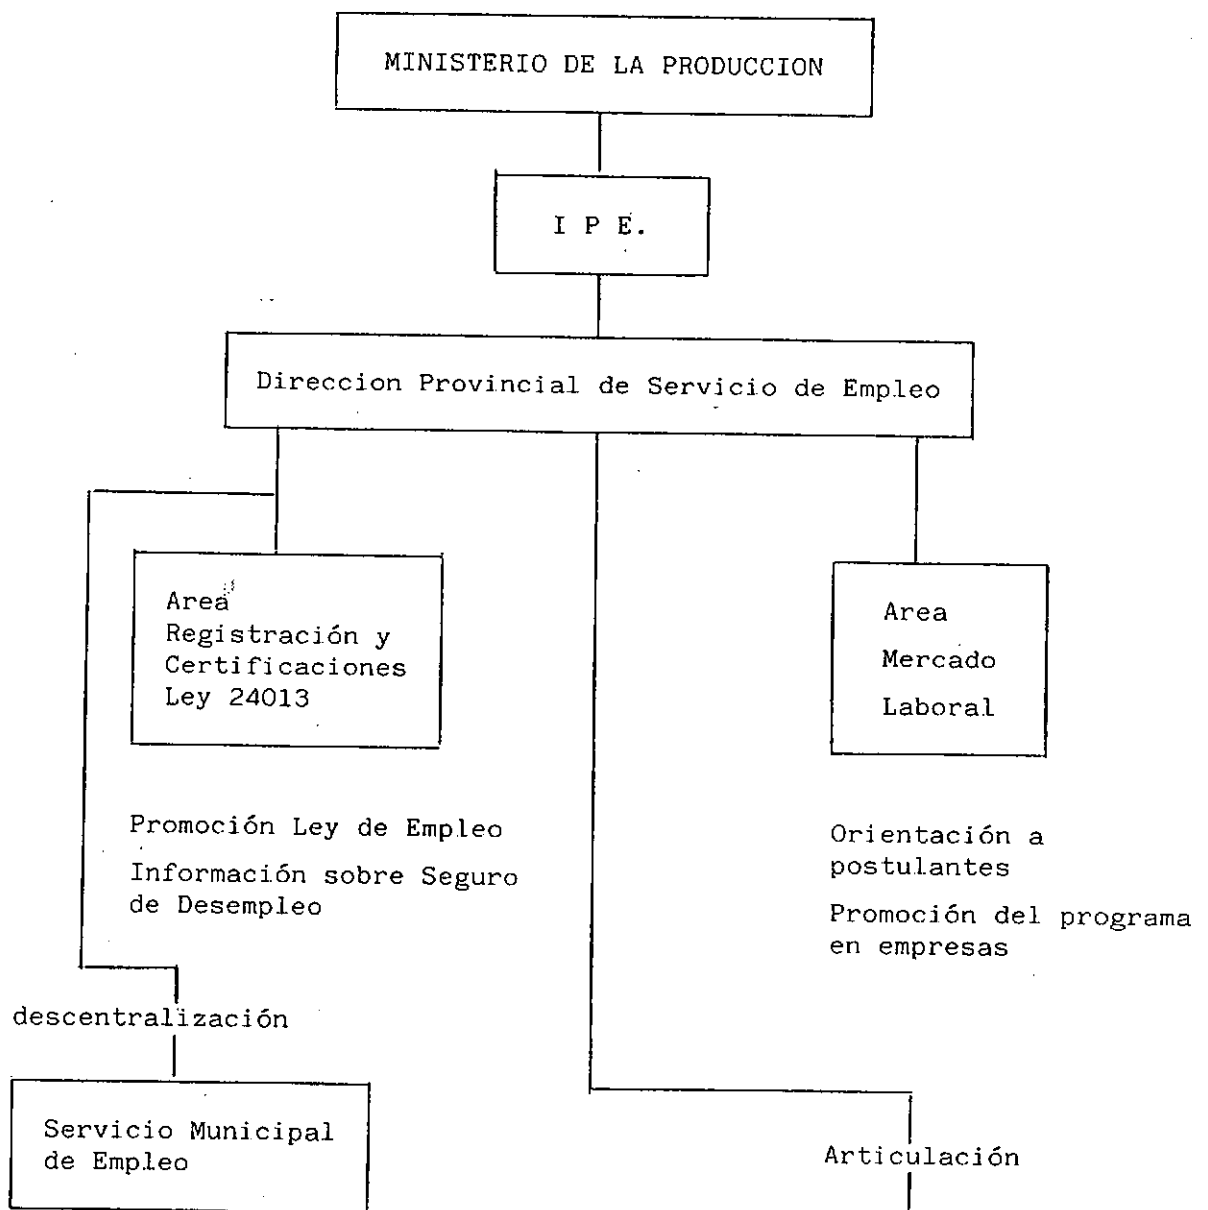 MINISTERIO DE LA PRODUCCION
I P E.
Direccion Provincial de Servicio de Empleo
Area
Registración y
Certificaciones
Ley 24013
Area
Mercado
Laboral
Promoción Ley de Empleo
Información sobre Seguro
de Desempleo
Orientación a
postulantes
Promoción del programa
en empresas
descentralización
Servicio Municipal
de Empleo
Articulación